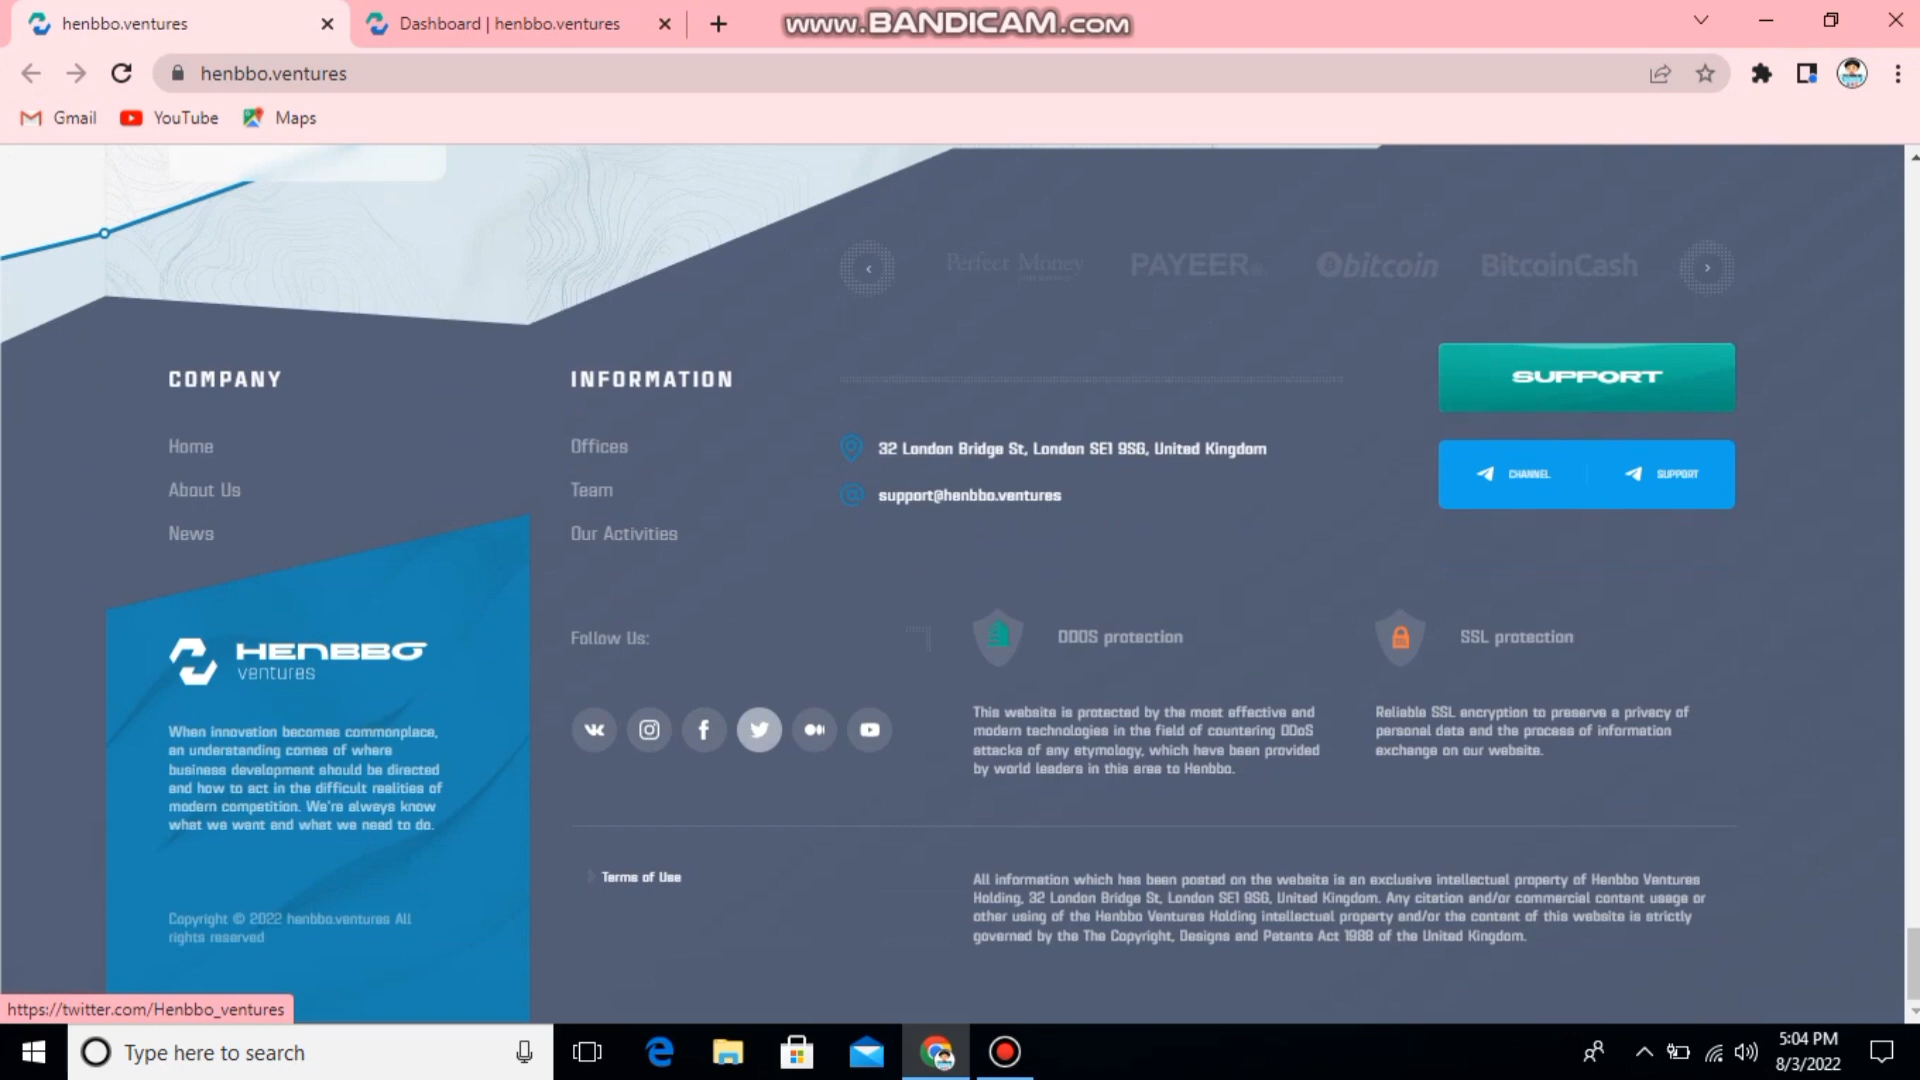 henbbo.ventures
Dashboard | henbbo.ventures
www.BANDICAM.com
henbbo.ventures
Gmail
YouTube
Maps
Perfect Money
PAYEER
bitcoin
BitcoinCash
COMPANY
INFORMATION
SUPPORT
Home
Offices
32 London Bridge St, London SE1 9SG, United Kingdom
CHANNEL
SUPPORT
About Us
Team
support@henbbo.ventures
News
Our Activities
HENBBO
ventures
Follow Us:
DDOS protection
SSL protection
When innovation becomes commonplace,
an understanding comes of where
business development should be directed
and how to act in the difficult realities of
modern competition. We're always know
what we want and what we need to do.
This website is protected by the most effective and
modern technologies in the field of countering DDoS
attacks of any etymology, which have been provided
by world leaders in this area to Henbbo.
Reliable SSL encryption to preserve a privacy of
personal data and the process of information
exchange on our website.
Terms of Use
All information which has been posted on the website is an exclusive intellectual property of Henbbo Ventures
Holding, 32 London Bridge St, London SE1 9SG, United Kingdom. Any citation and/or commercial content usage or
other using of the Henbbo Ventures Holding intellectual property and/or the content of this website is strictly
governed by the The Copyright, Designs and Patents Act 1988 of the United Kingdom.
Copyright © 2022 henbbo.ventures All
rights reserved
https://twitter.com/Henbbo_ventures
Type here to search
5:04 PM
8/3/2022